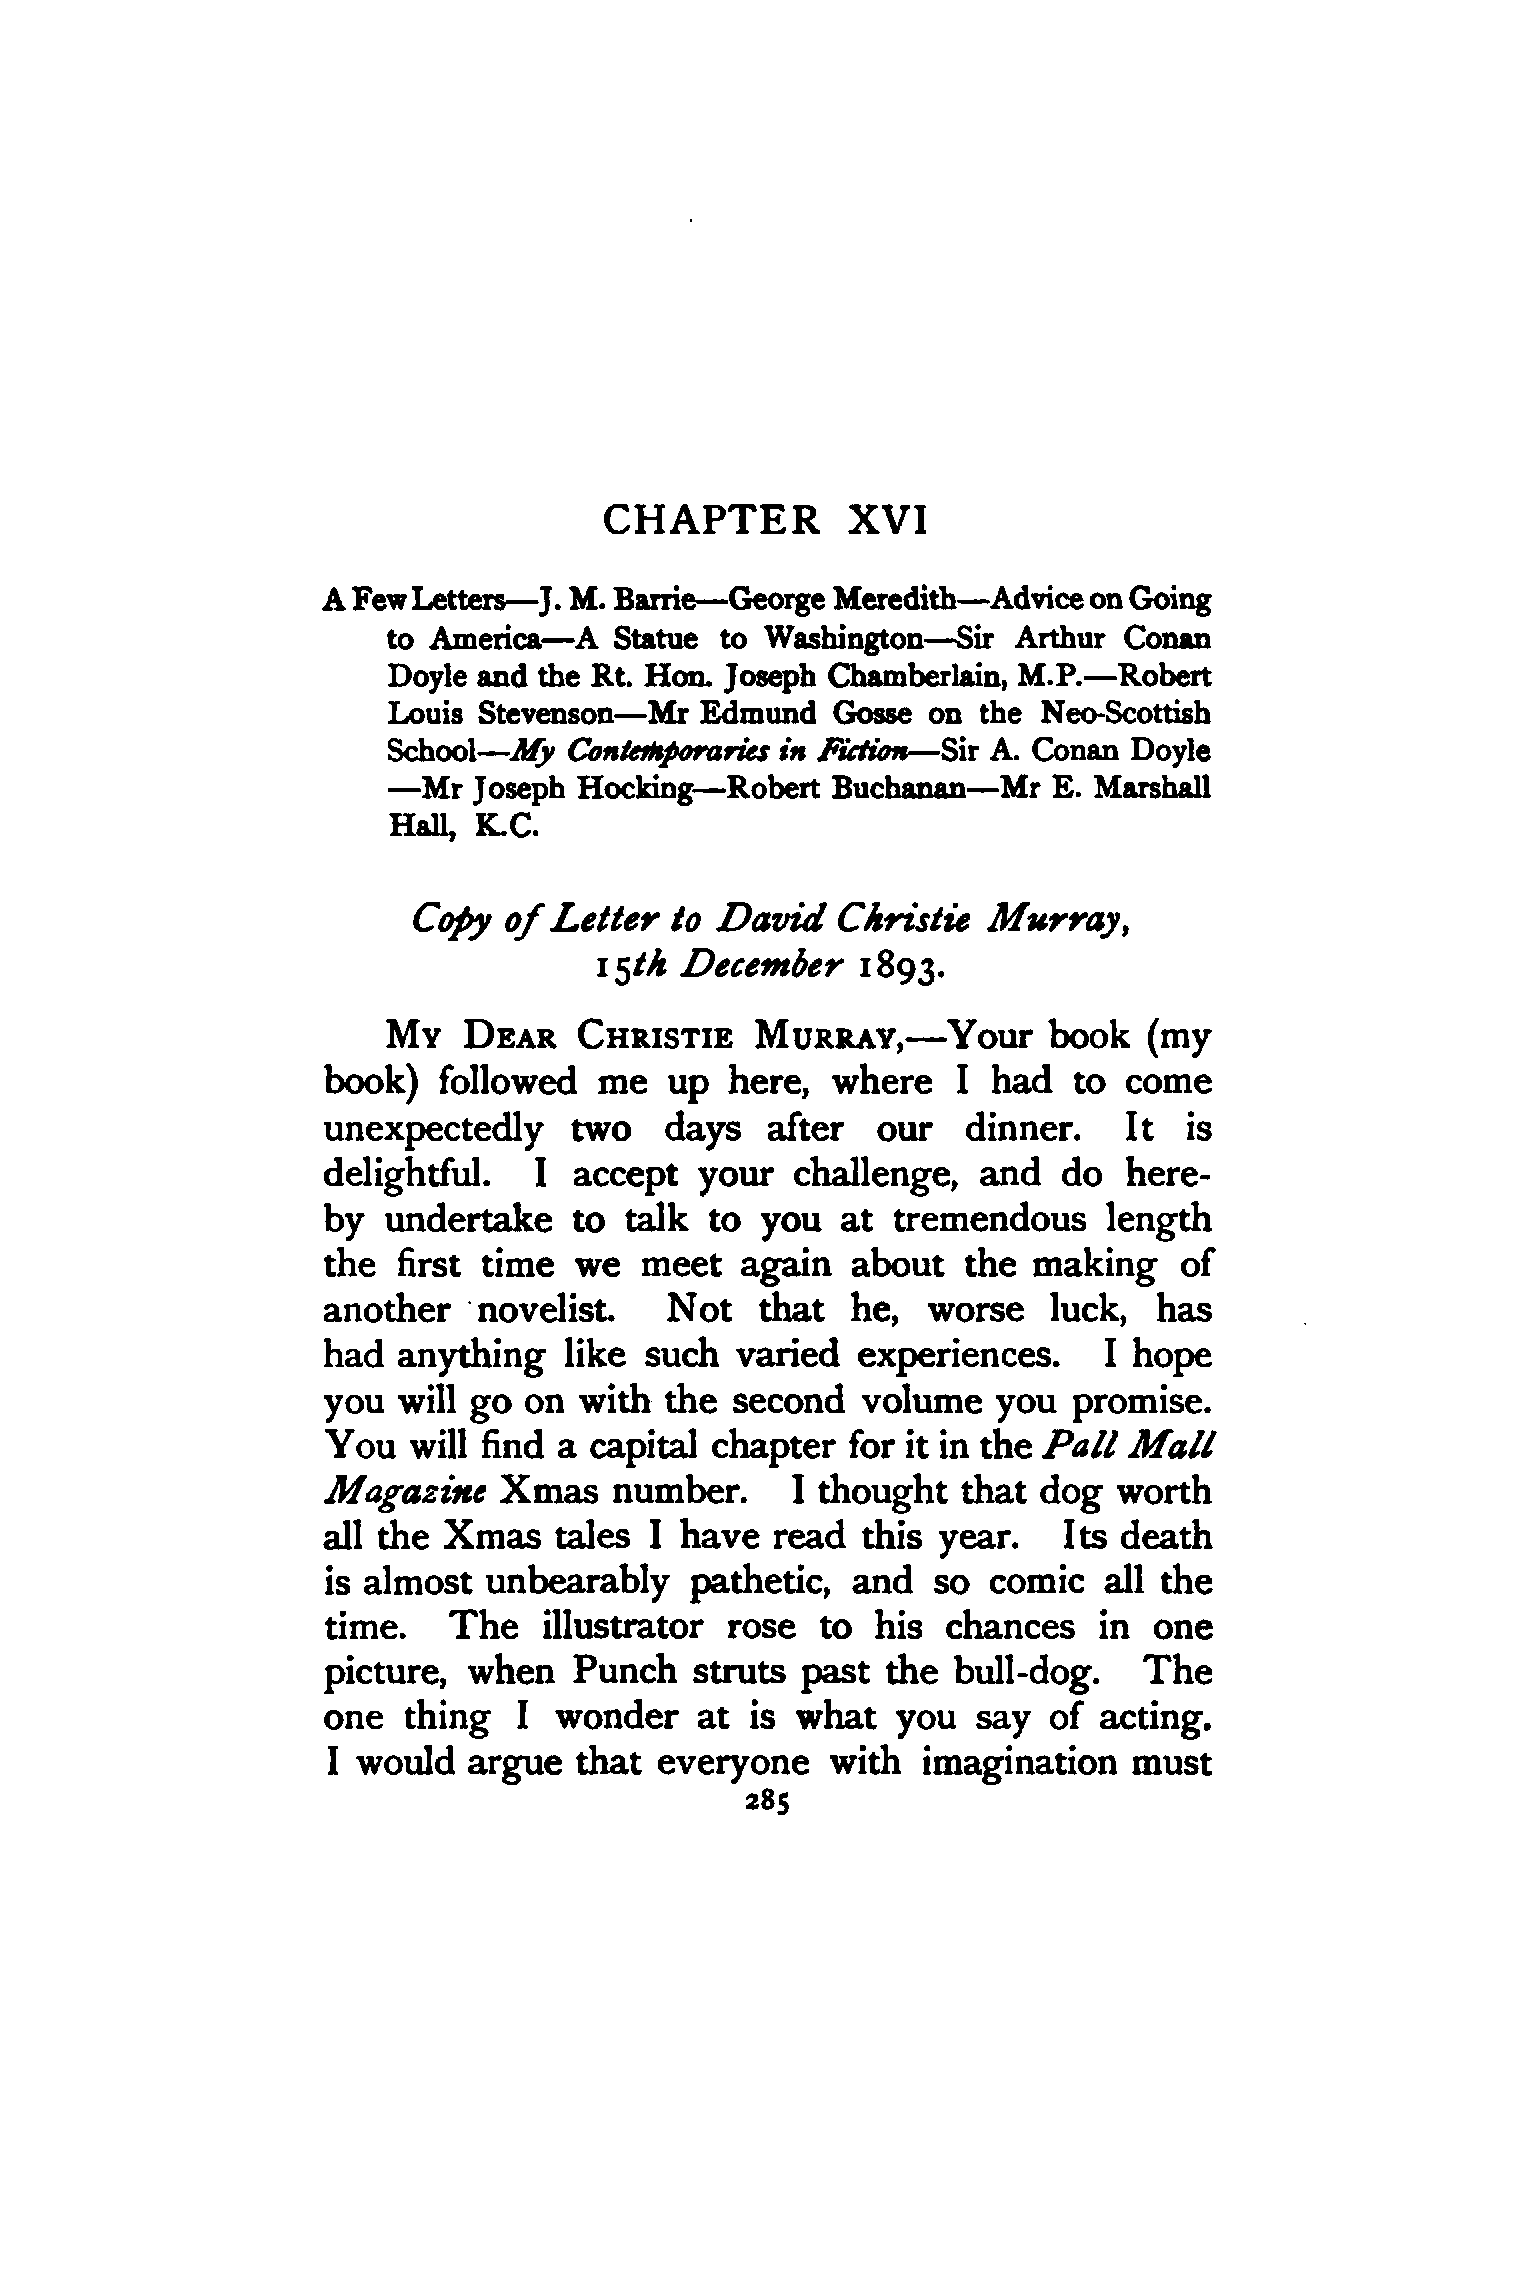 CHAPTER XVI
A Few Letters—J. M. Barrie—George Meredith—Advice on Going
to America—A Statue to Washington—Sir Arthur Conan
Doyle and the Rt. Hon. Joseph Chamberlain, M.P.—Robert
Louis Stevenson—Mr Edmund Gosse on the Neo-Scottish
School—My Contemporaries in Fiction—Sir A. Conan Doyle
—Mr Joseph Hocking—Robert Buchanan—Mr E. Marshall
Hall, K.C.
Copy of Letter to David Christie Murray,
15th December 1893.
My Dear Christie Murray,—Your book (my
book) followed me up here, where I had to come
unexpectedly two days after our dinner. It is
delightful. I accept your challenge, and do here-
by undertake to talk to you at tremendous length
the first time we meet again about the making of
another novelist. Not that he, worse luck, has
had anything like such varied experiences. I hope
you will go on with the second volume you promise.
You will find a capital chapter for it in the Pall Mall
Magazine Xmas number. I thought that dog worth
all the Xmas tales I have read this year. Its death
is almost unbearably pathetic, and so comic all the
time. The illustrator rose to his chances in one
picture, when Punch struts past the bull-dog. The
one thing I wonder at is what you say of acting.
I would argue that everyone with imagination must
285